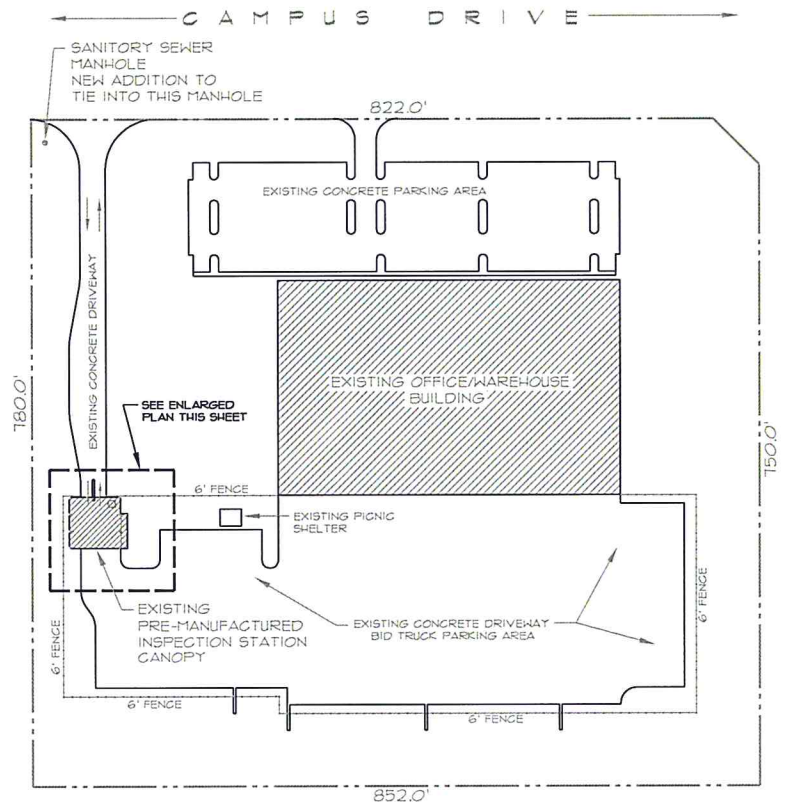 CAMPUS DRIVE
SANITORY SEWER
MANHOLE
NEW ADDITION TO
TIE INTO THIS MANHOLE
822.0'
EXISTING CONCRETE PARKING AREA
EXISTING CONCRETE DRIVEWAY
EXISTING OFFICE/WAREHOUSE
BUILDING
780.0'
750.0'
SEE ENLARGED
PLAN THIS SHEET
6' FENCE
EXISTING PICNIC
SHELTER
EXISTING
PRE-MANUFACTURED
INSPECTION STATION
CANOPY
EXISTING CONCRETE DRIVEWAY
BID TRUCK PARKING AREA
6' FENCE
6' FENCE
6' FENCE
6' FENCE
852.0'